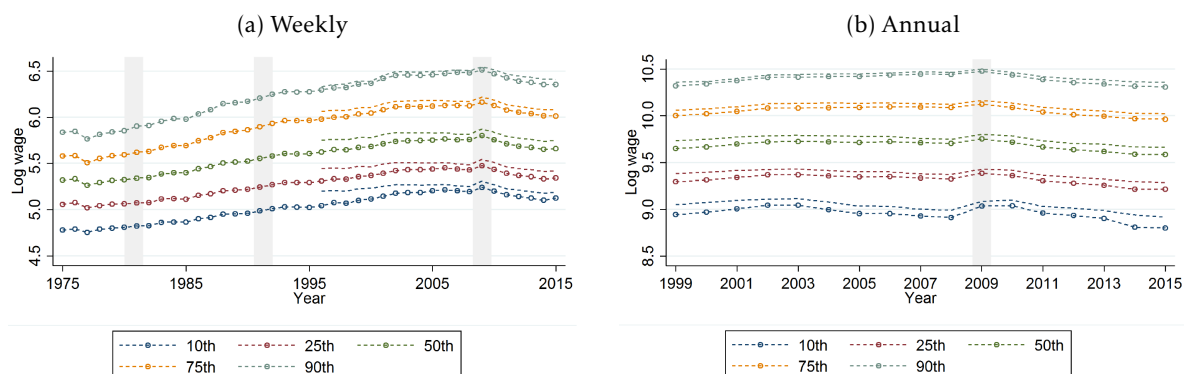 (a) Weekly
Log wage
6.5
6.0
5.5
5.0
4.5
1975 1985 1995 2005 2015
Year
10th 25th 50th
75th 90th
(b) Annual
Log wage
10.5
10.0
9.5
9.0
8.5
1999 2001 2003 2005 2007 2009 2011 2013 2015
Year
10th 25th 50th
75th 90th